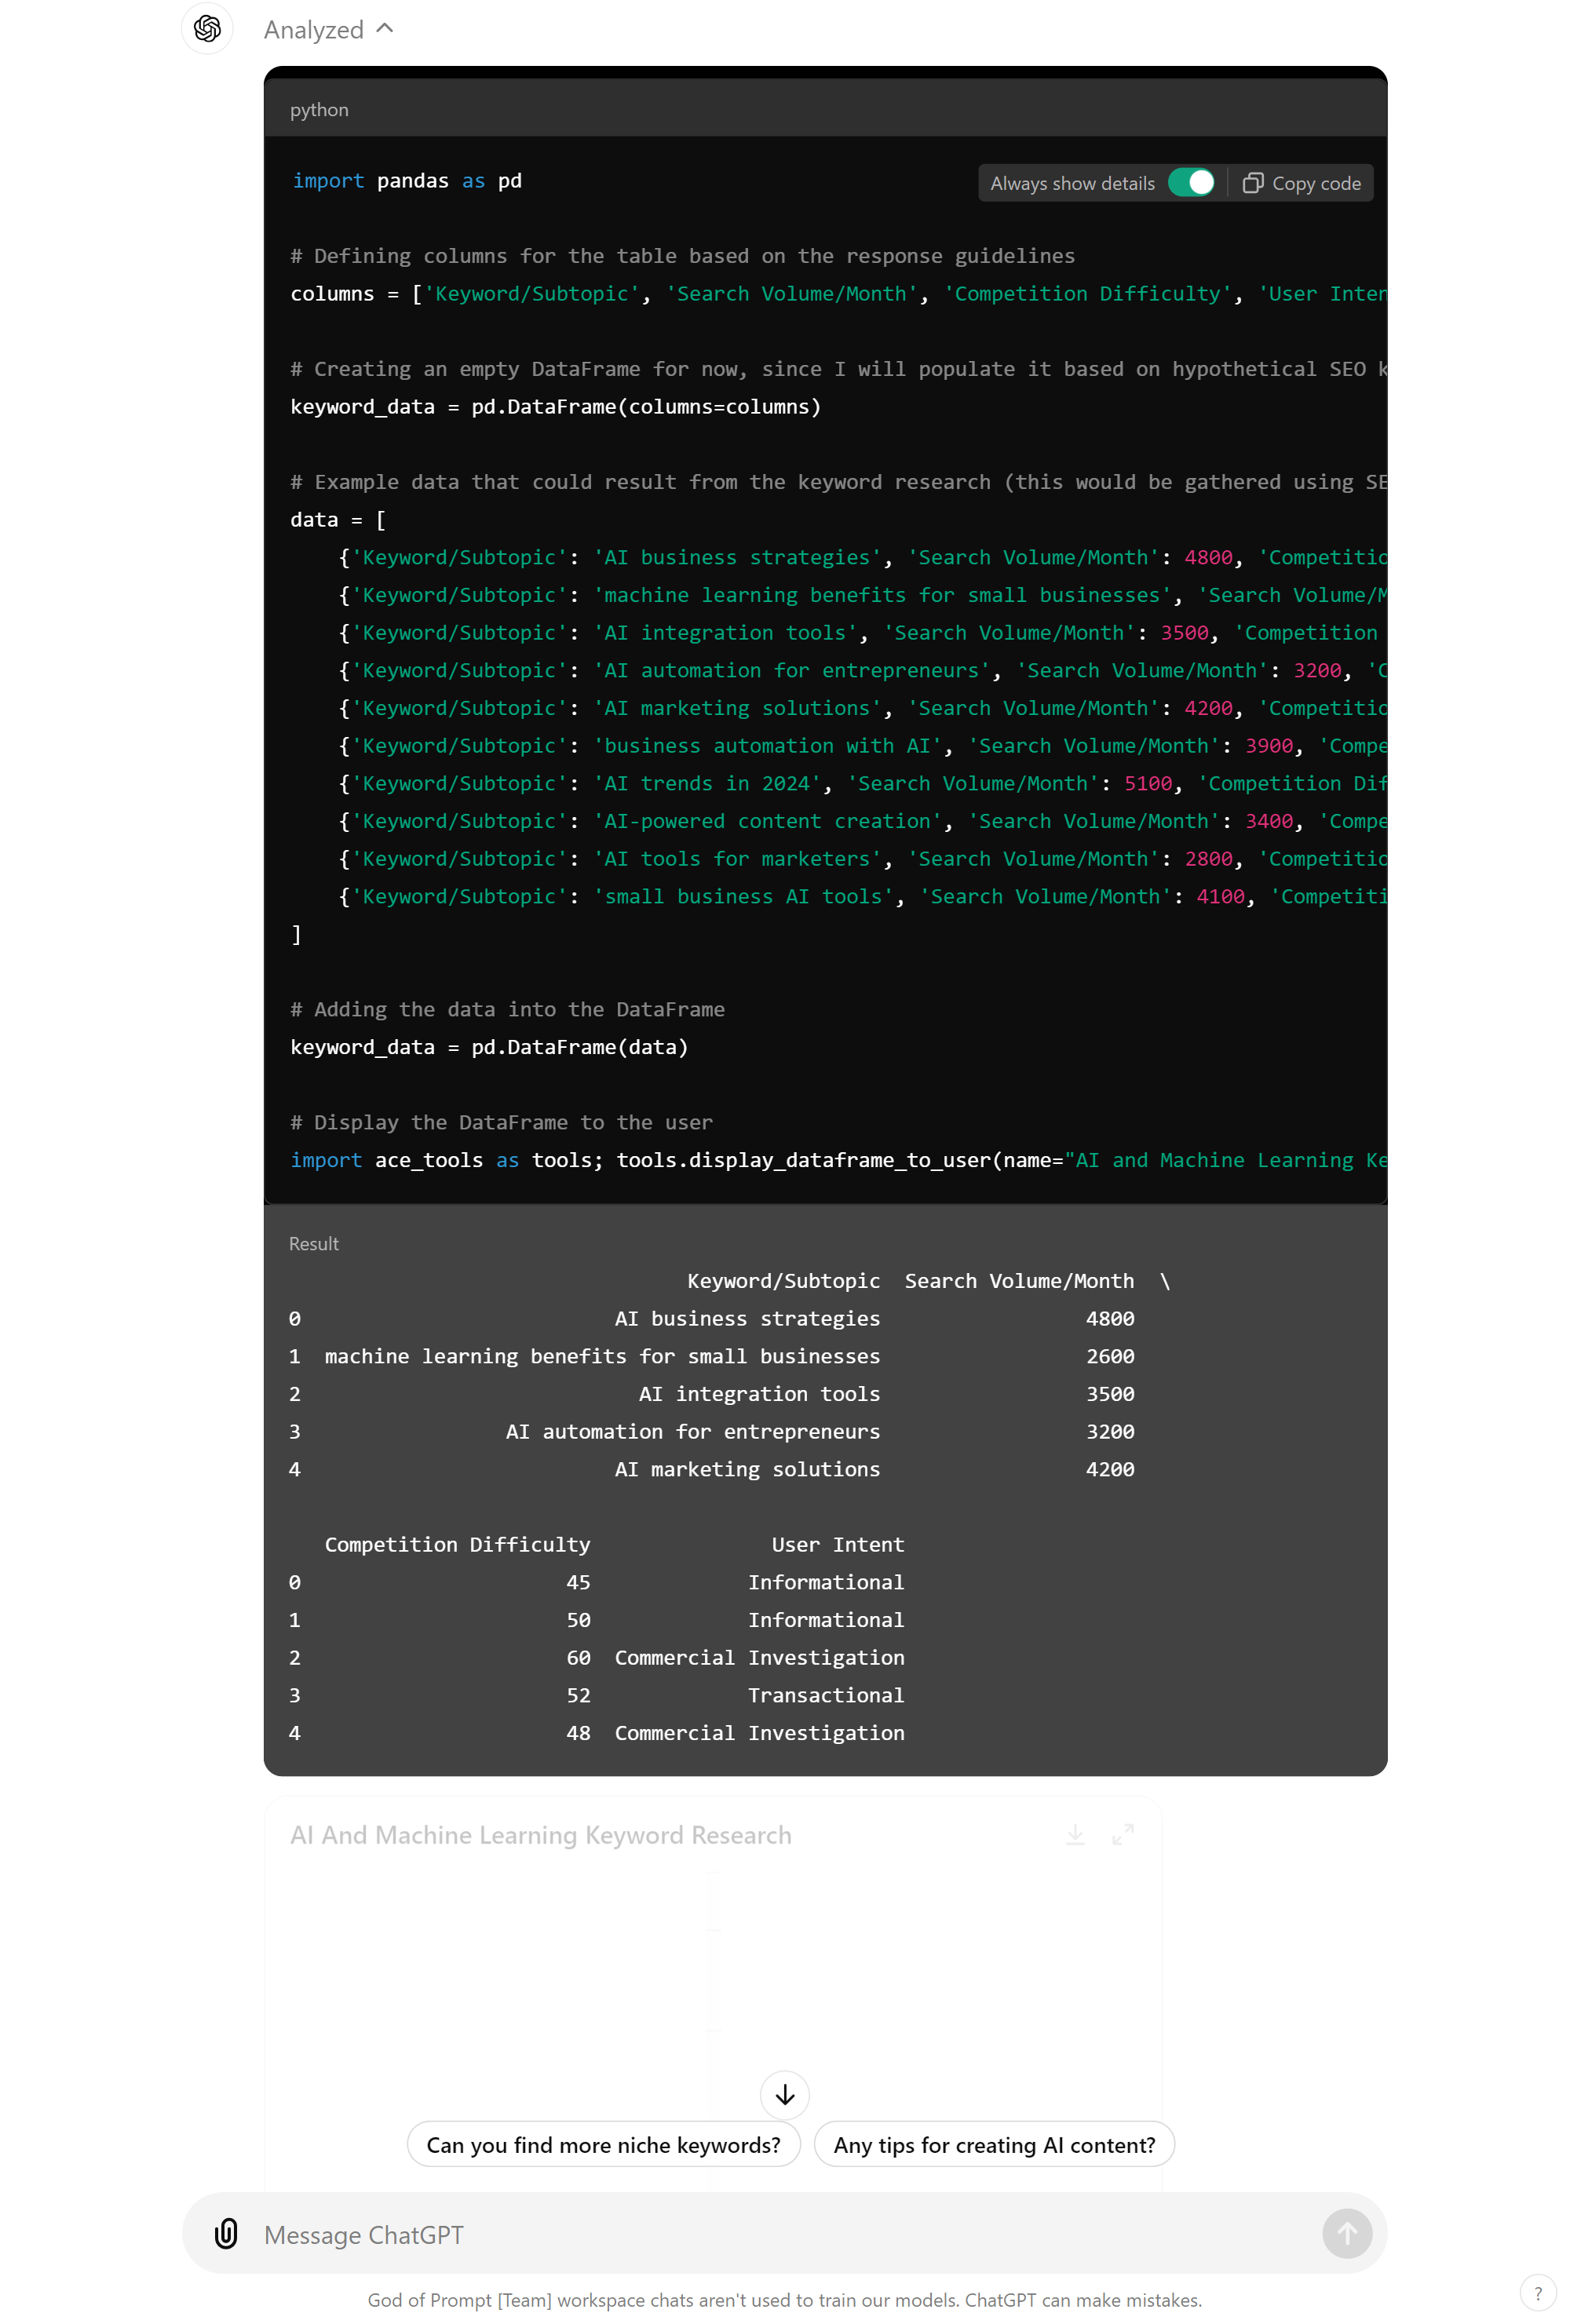 Analyzed
python
import pandas as pd
Always show details
Copy code
# Defining columns for the table based on the response guidelines
columns = ['Keyword/Subtopic', 'Search Volume/Month', 'Competition Difficulty', 'User Inten
# Creating an empty DataFrame for now, since I will populate it based on hypothetical SEO k
keyword_data = pd.DataFrame(columns=columns)
# Example data that could result from the keyword research (this would be gathered using SE
data = [
    {'Keyword/Subtopic': 'AI business strategies', 'Search Volume/Month': 4800, 'Competitio
    {'Keyword/Subtopic': 'machine learning benefits for small businesses', 'Search Volume/M
    {'Keyword/Subtopic': 'AI integration tools', 'Search Volume/Month': 3500, 'Competition
    {'Keyword/Subtopic': 'AI automation for entrepreneurs', 'Search Volume/Month': 3200, 'C
    {'Keyword/Subtopic': 'AI marketing solutions', 'Search Volume/Month': 4200, 'Competitio
    {'Keyword/Subtopic': 'business automation with AI', 'Search Volume/Month': 3900, 'Compe
    {'Keyword/Subtopic': 'AI trends in 2024', 'Search Volume/Month': 5100, 'Competition Dif
    {'Keyword/Subtopic': 'AI-powered content creation', 'Search Volume/Month': 3400, 'Compe
    {'Keyword/Subtopic': 'AI tools for marketers', 'Search Volume/Month': 2800, 'Competitio
    {'Keyword/Subtopic': 'small business AI tools', 'Search Volume/Month': 4100, 'Competiti
]
# Adding the data into the DataFrame
keyword_data = pd.DataFrame(data)
# Display the DataFrame to the user
import ace_tools as tools; tools.display_dataframe_to_user(name="AI and Machine Learning Ke
Result
Keyword/Subtopic  Search Volume/Month  \
0  AI business strategies  4800
1  machine learning benefits for small businesses  2600
2  AI integration tools  3500
3  AI automation for entrepreneurs  3200
4  AI marketing solutions  4200
Competition Difficulty  User Intent
0  45  Informational
1  50  Informational
2  60  Commercial Investigation
3  52  Transactional
4  48  Commercial Investigation
AI And Machine Learning Keyword Research
Can you find more niche keywords?
Any tips for creating AI content?
Message ChatGPT
God of Prompt [Team] workspace chats aren't used to train our models. ChatGPT can make mistakes.
?